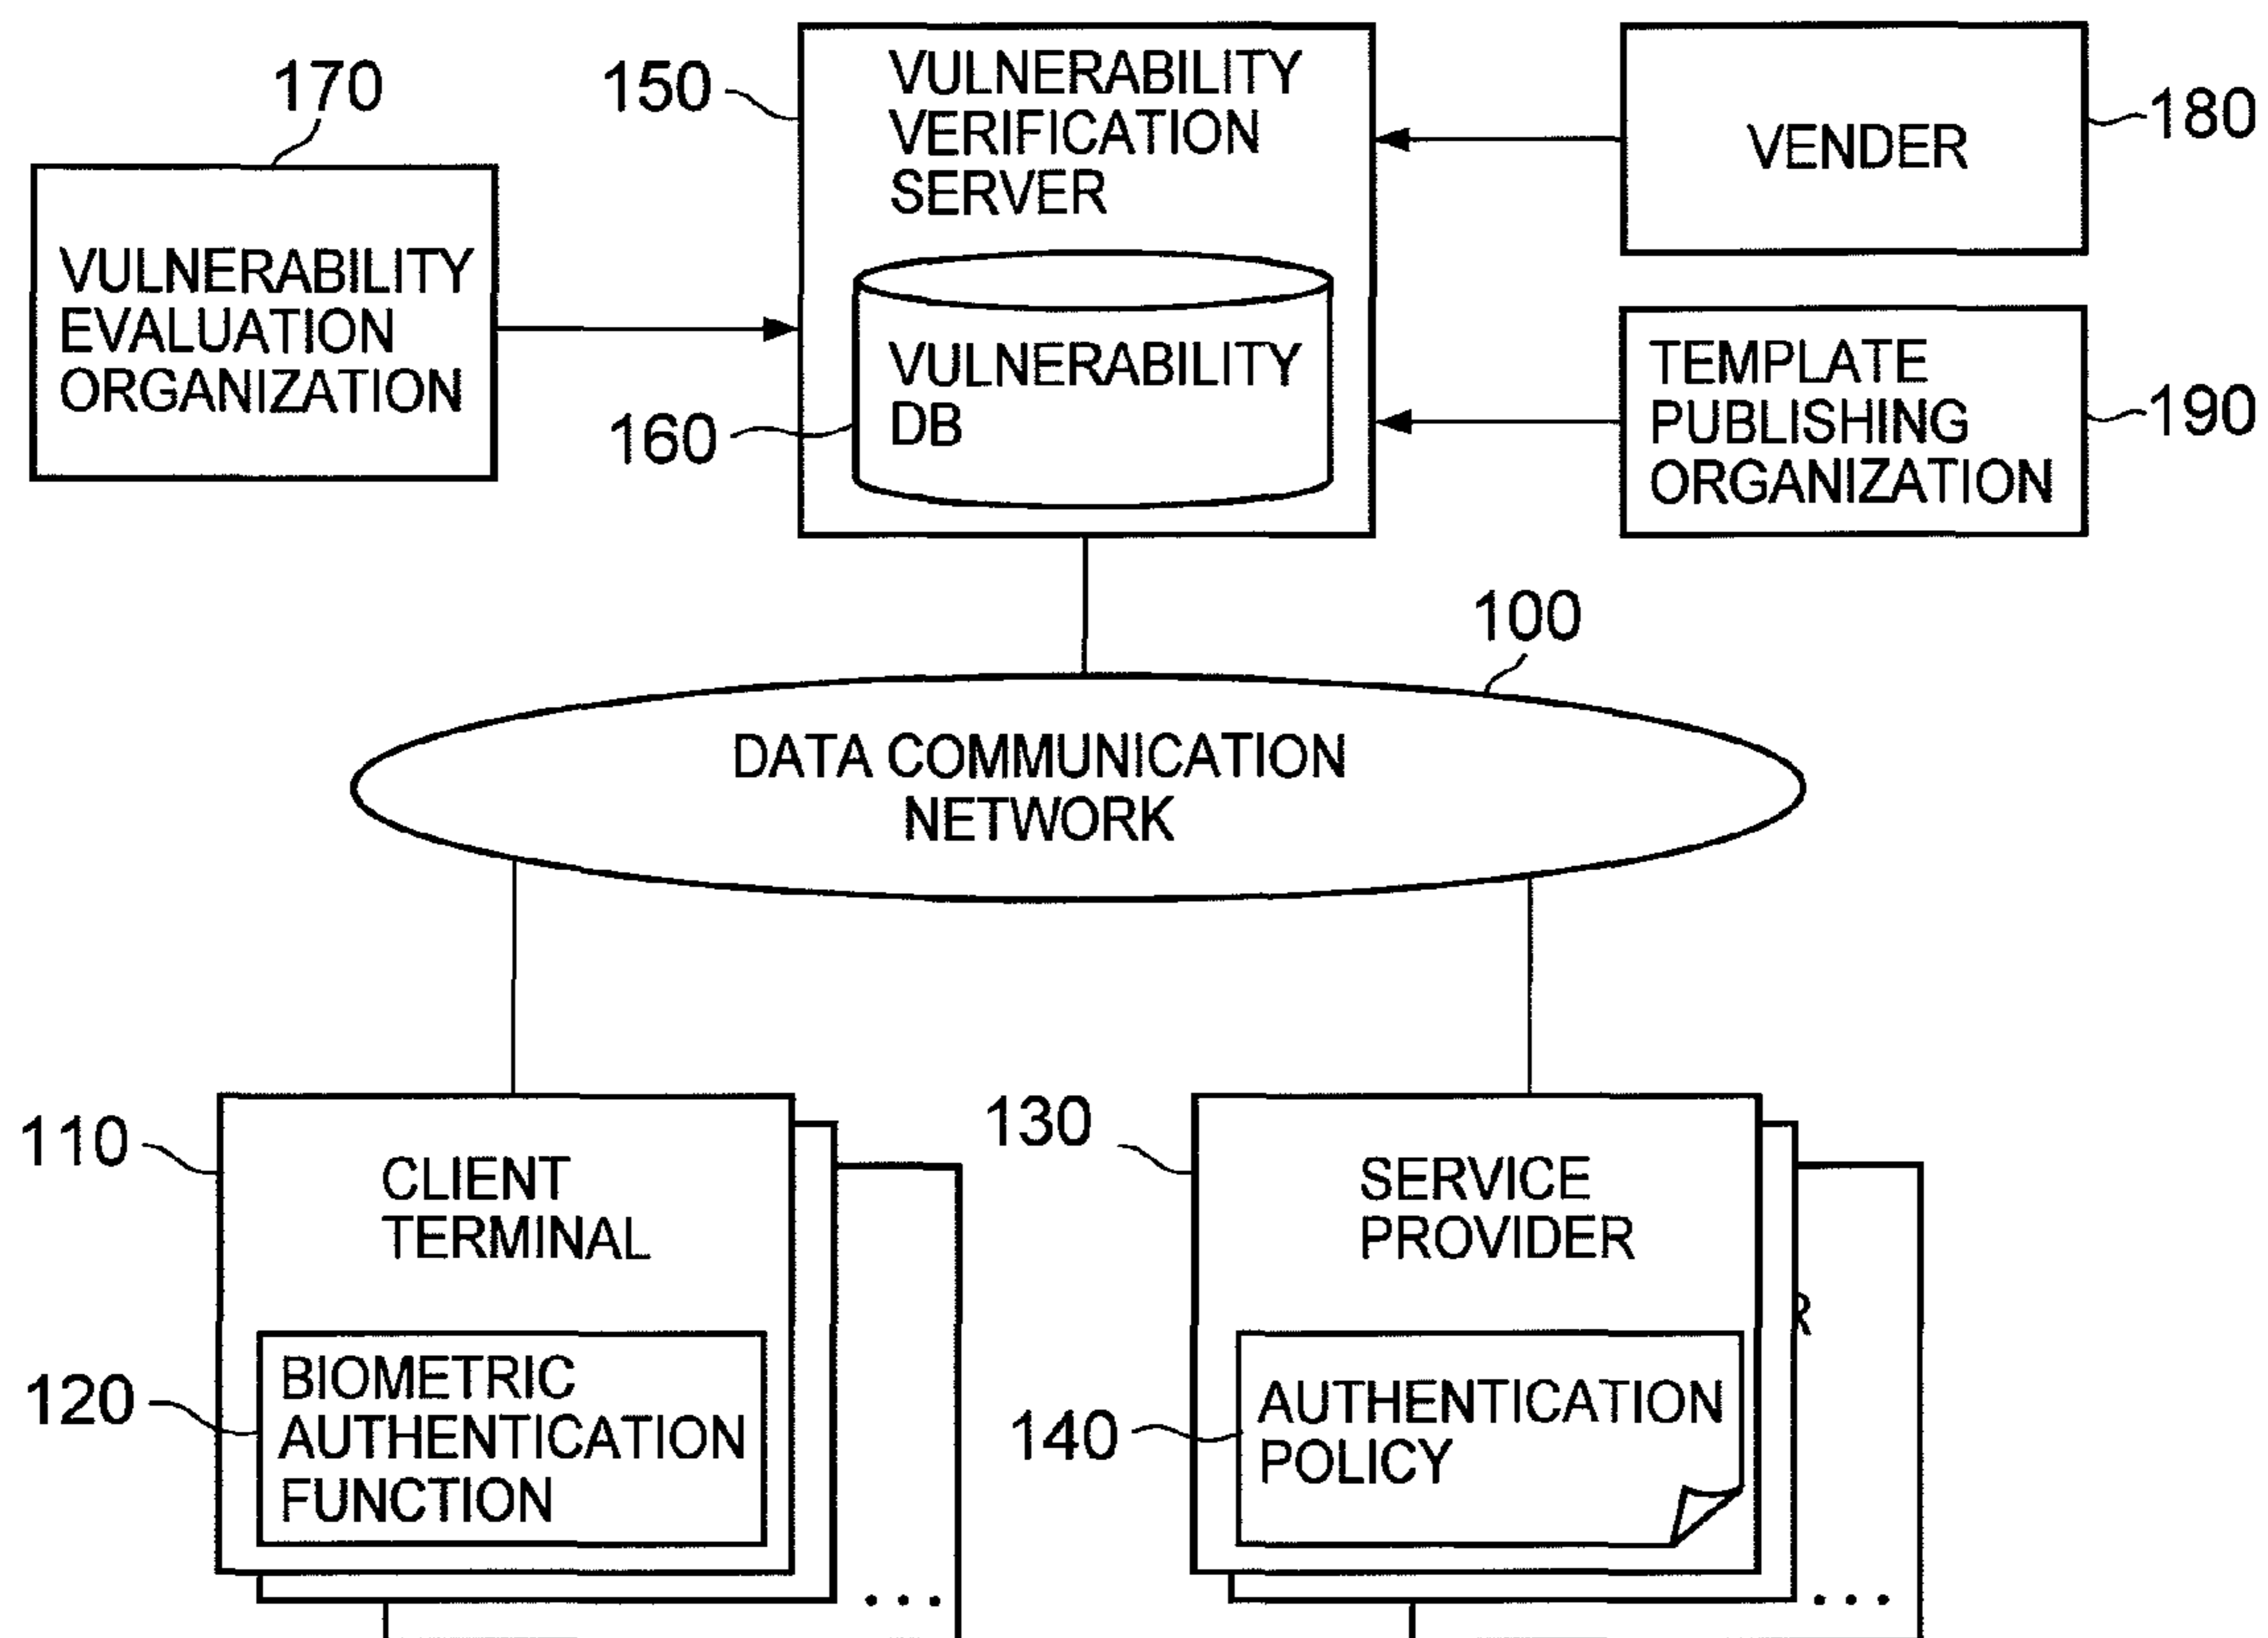 170
150
VULNERABILITY
VERIFICATION
SERVER
VENDER
180
VULNERABILITY
EVALUATION
ORGANIZATION
160
VULNERABILITY
DB
TEMPLATE
PUBLISHING
ORGANIZATION
190
100
DATA COMMUNICATION
NETWORK
110
CLIENT
TERMINAL
120
BIOMETRIC
AUTHENTICATION
FUNCTION
...
130
SERVICE
PROVIDER
R
140
AUTHENTICATION
POLICY
...